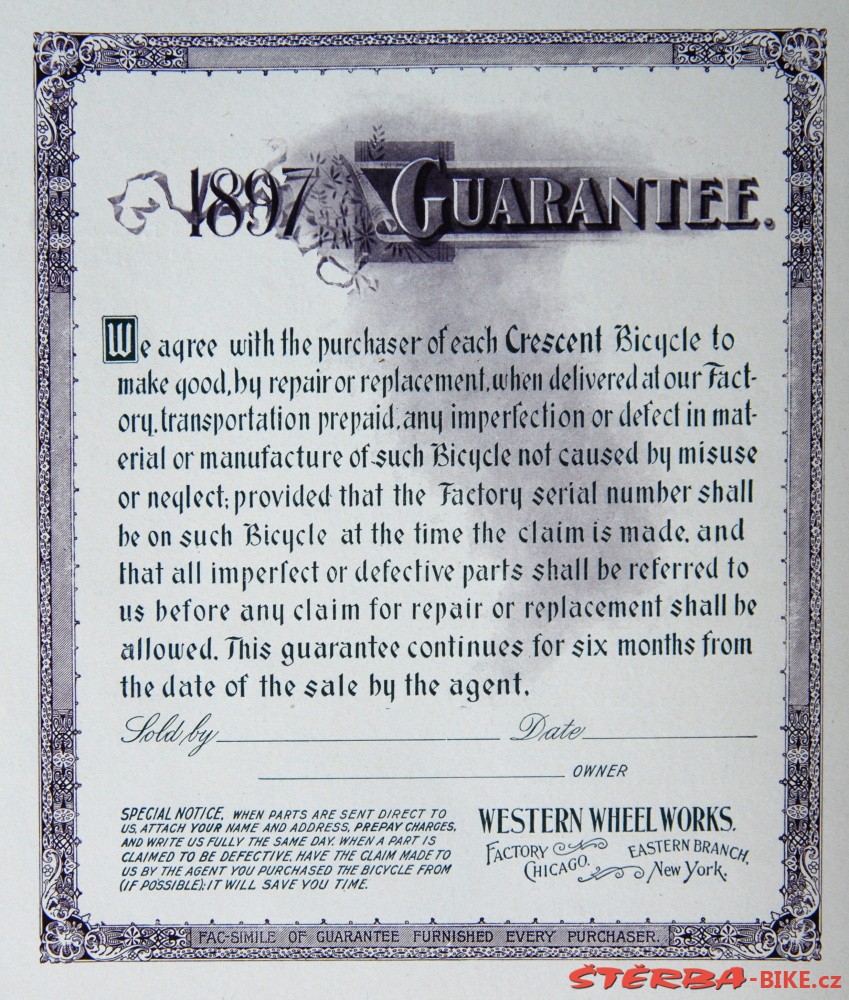 1897 GUARANTEE.
We agree with the purchaser of each Crescent Bicycle to
make good, by repair or replacement, when delivered at our Fact-
ory, transportation prepaid, any imperfection or defect in mat-
erial or manufacture of such Bicycle not caused by misuse
or neglect; provided that the Factory serial number shall
be on such Bicycle at the time the claim is made, and
that all imperfect or defective parts shall be referred to
us before any claim for repair or replacement shall be
allowed. This guarantee continues for six months from
the date of the sale by the agent.
Sold by Date
OWNER
SPECIAL NOTICE. WHEN PARTS ARE SENT DIRECT TO
US, ATTACH YOUR NAME AND ADDRESS, PREPAY CHARGES,
AND WRITE US FULLY THE SAME DAY. WHEN A PART IS
CLAIMED TO BE DEFECTIVE, HAVE THE CLAIM MADE TO
US BY THE AGENT YOU PURCHASED THE BICYCLE FROM
(IF POSSIBLE); IT WILL SAVE YOU TIME.
WESTERN WHEEL WORKS.
FACTORY CHICAGO.
EASTERN BRANCH, New York.
FAC-SIMILE OF GUARANTEE FURNISHED EVERY PURCHASER.
ŠTĚRBA-BIKE.cz